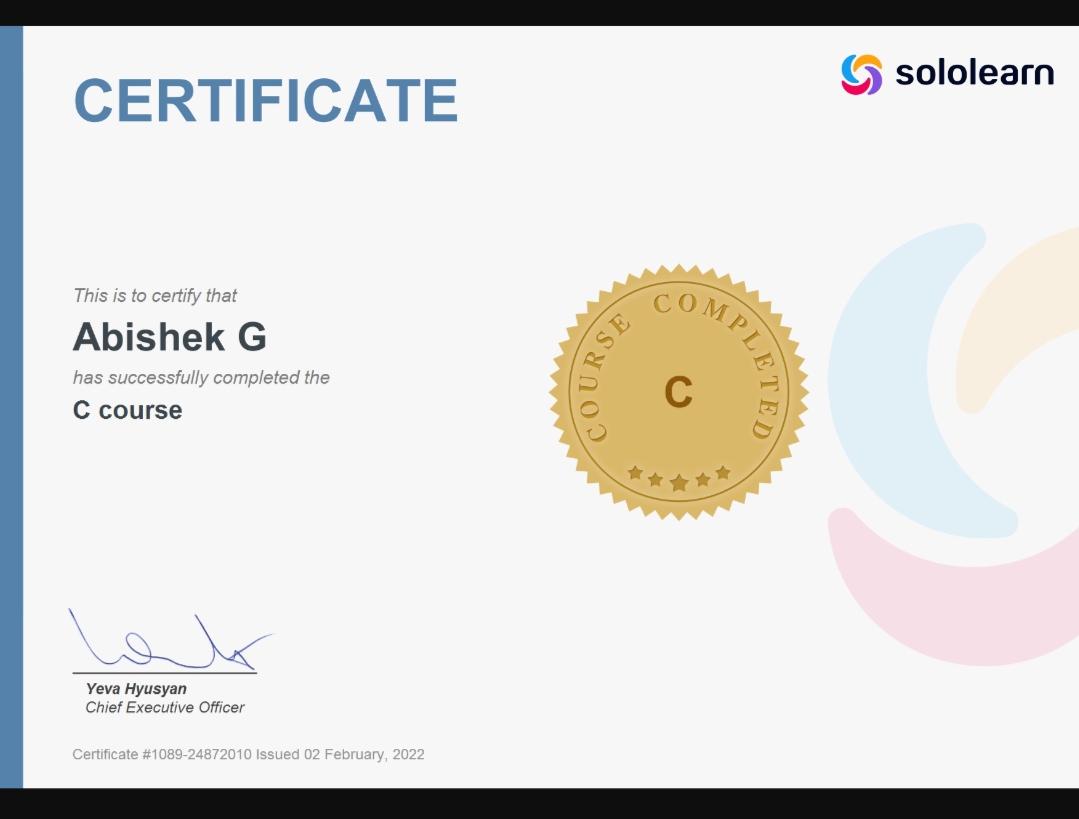 CERTIFICATE
sololearn
This is to certify that
Abishek G
has successfully completed the
C course
COURSE COMPLETED
C
Yeva Hyusyan
Chief Executive Officer
Certificate #1089-24872010 Issued 02 February, 2022